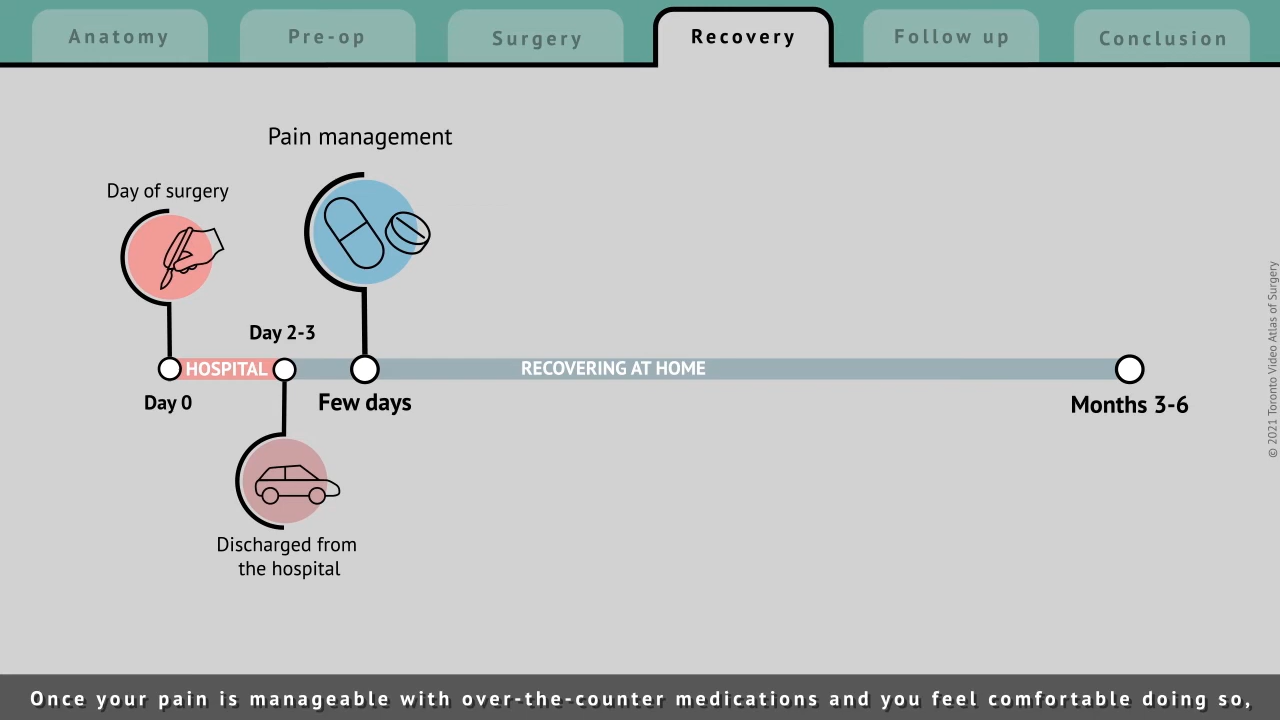 Anatomy
Pre-op
Surgery
Recovery
Follow up
Conclusion
Pain management
Day of surgery
Day 2-3
HOSPITAL
RECOVERING AT HOME
Day 0
Few days
Months 3-6
Discharged from
the hospital
© 2021 Toronto Video Atlas of Surgery
Once your pain is manageable with over-the-counter medications and you feel comfortable doing so,